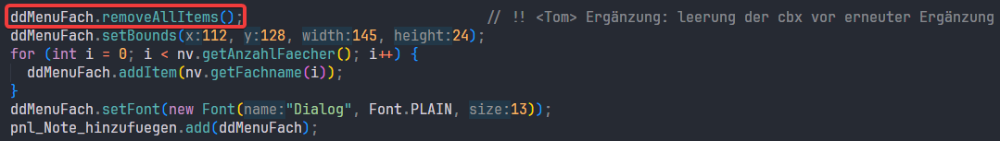 ddMenuFach.removeAllItems(); // !! <Tom> Ergänzung: leerung der cbx vor erneuter Ergänzung
ddMenuFach.setBounds(x:112, y:128, width:145, height:24);
for (int i = 0; i < nv.getAnzahlFaecher(); i++) {
ddMenuFach.addItem(nv.getFachname(i));
}
ddMenuFach.setFont(new Font(name:"Dialog", Font.PLAIN, size:13));
pnl_Note_hinzufuegen.add(ddMenuFach);